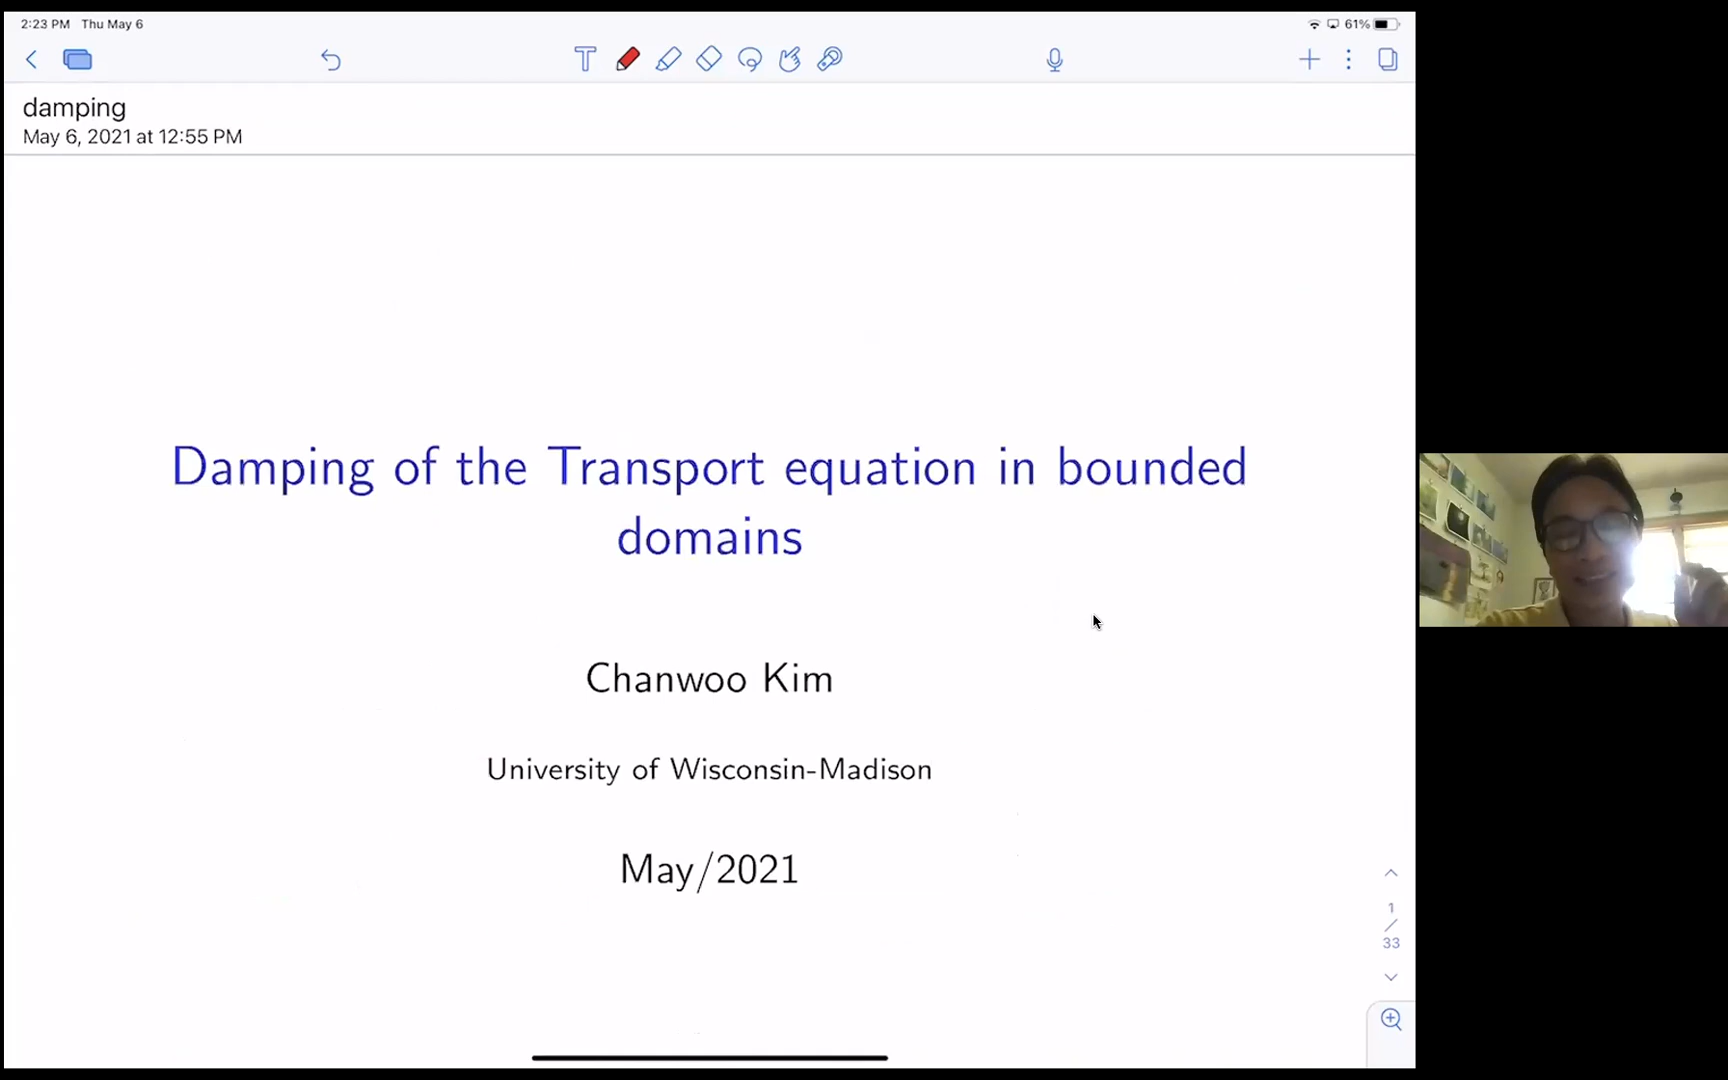 2:23 PM Thu May 6
61%
damping
May 6, 2021 at 12:55 PM
Damping of the Transport equation in bounded
domains
Chanwoo Kim
University of Wisconsin-Madison
May/2021
1
/
33